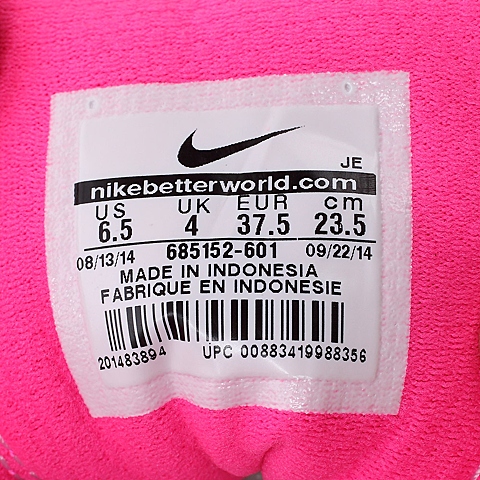 JE
nikebetterworld.com
US UK EUR cm
6.5 4 37.5 23.5
08/13/14 685152-601 09/22/14
MADE IN INDONESIA
FABRIQUE EN INDONESIE
201483894 UPC 00883419988356